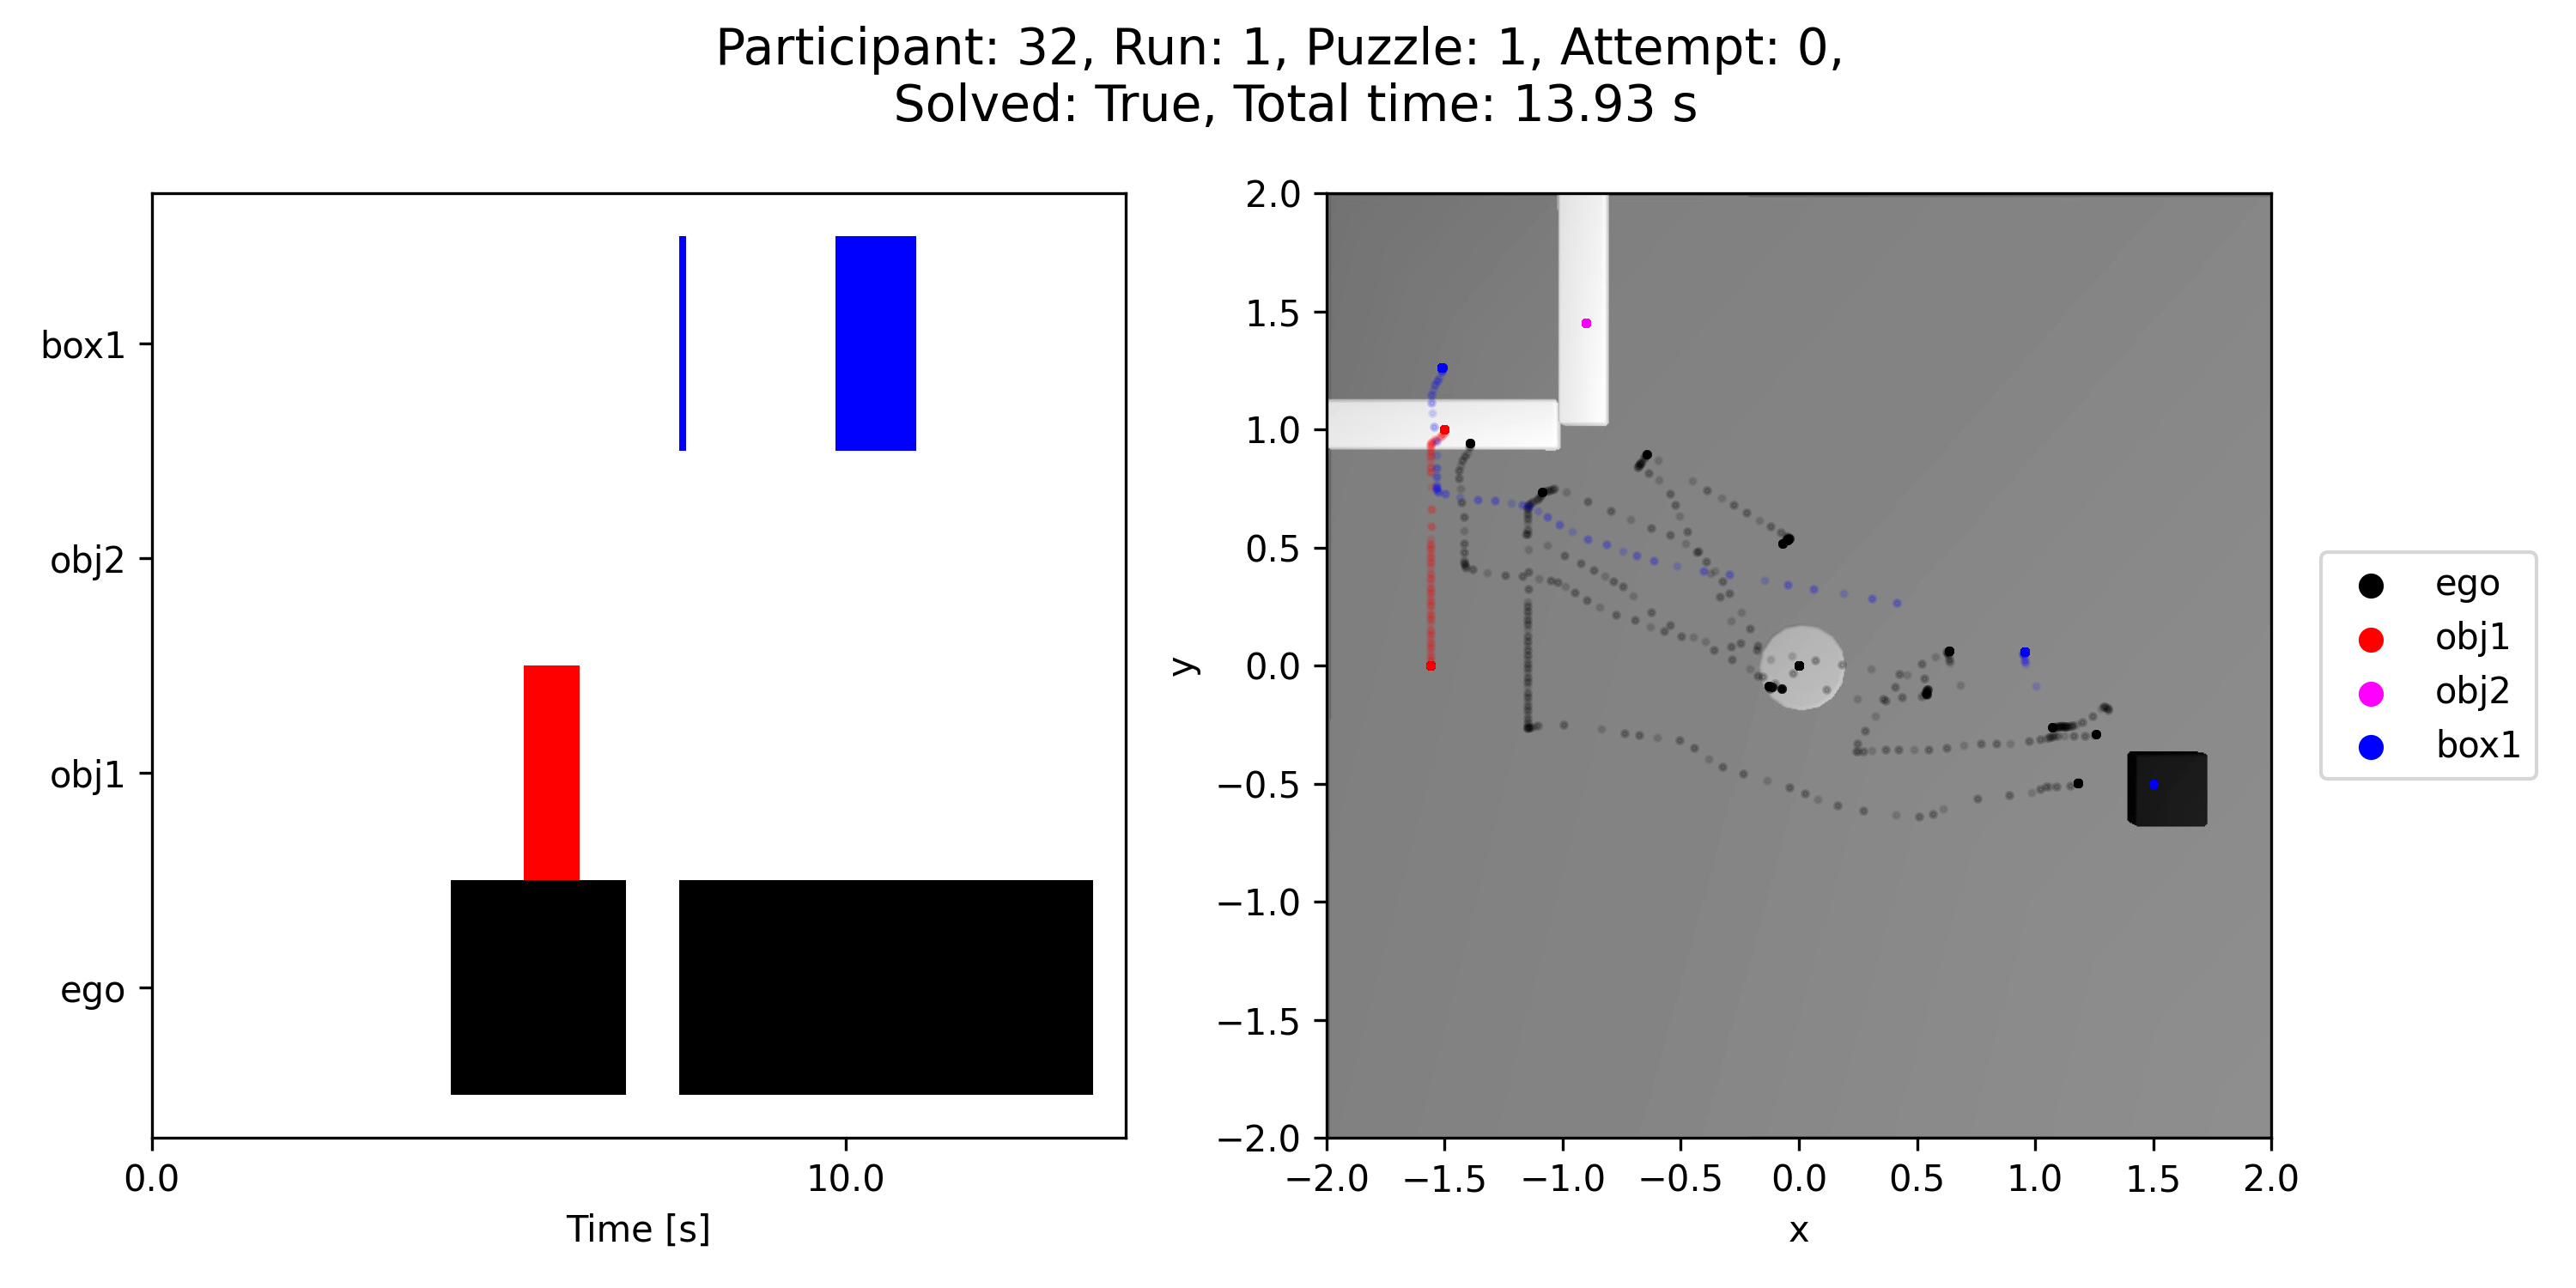 Participant: 32, Run: 1, Puzzle: 1, Attempt: 0,
Solved: True, Total time: 13.93 s
box1
obj2
obj1
ego
0.0
10.0
Time [s]
2.0
1.5
1.0
0.5
0.0
−0.5
−1.0
−1.5
−2.0
y
−2.0
−1.5
−1.0
−0.5
0.0
0.5
1.0
1.5
2.0
x
ego
obj1
obj2
box1